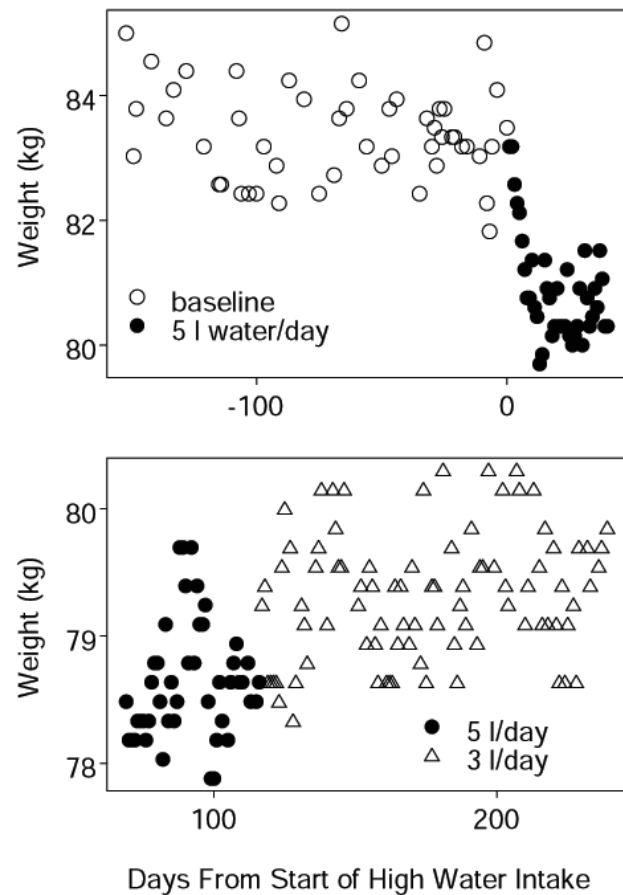 84
82
80
Weight (kg)
baseline
5 l water/day
-100
0
80
79
78
Weight (kg)
5 l/day
3 l/day
100
200
Days From Start of High Water Intake